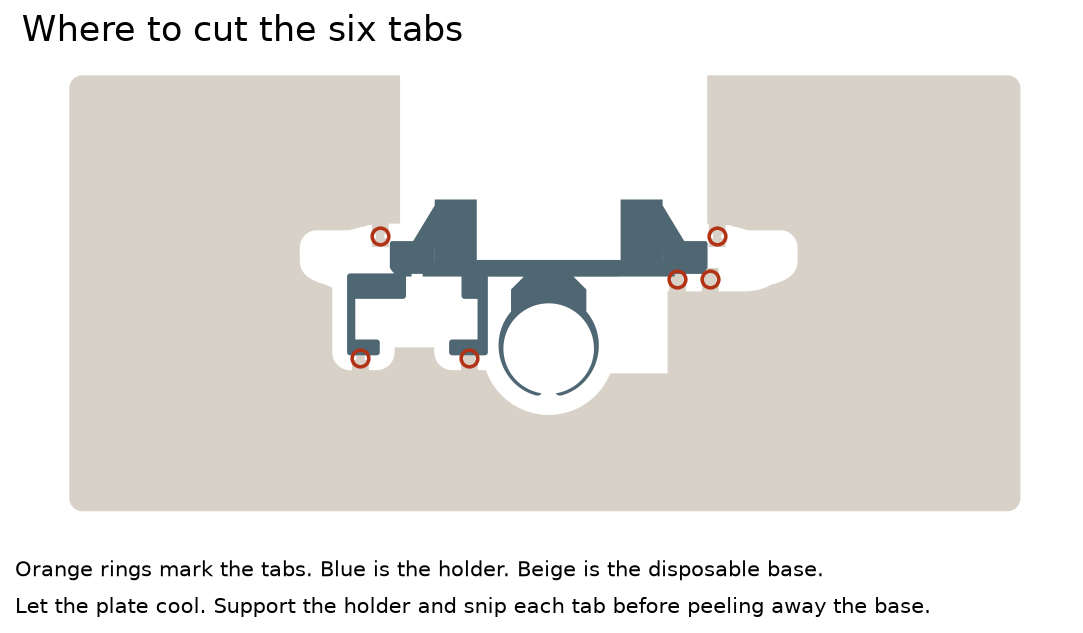 Where to cut the six tabs
Orange rings mark the tabs. Blue is the holder. Beige is the disposable base.
Let the plate cool. Support the holder and snip each tab before peeling away the base.